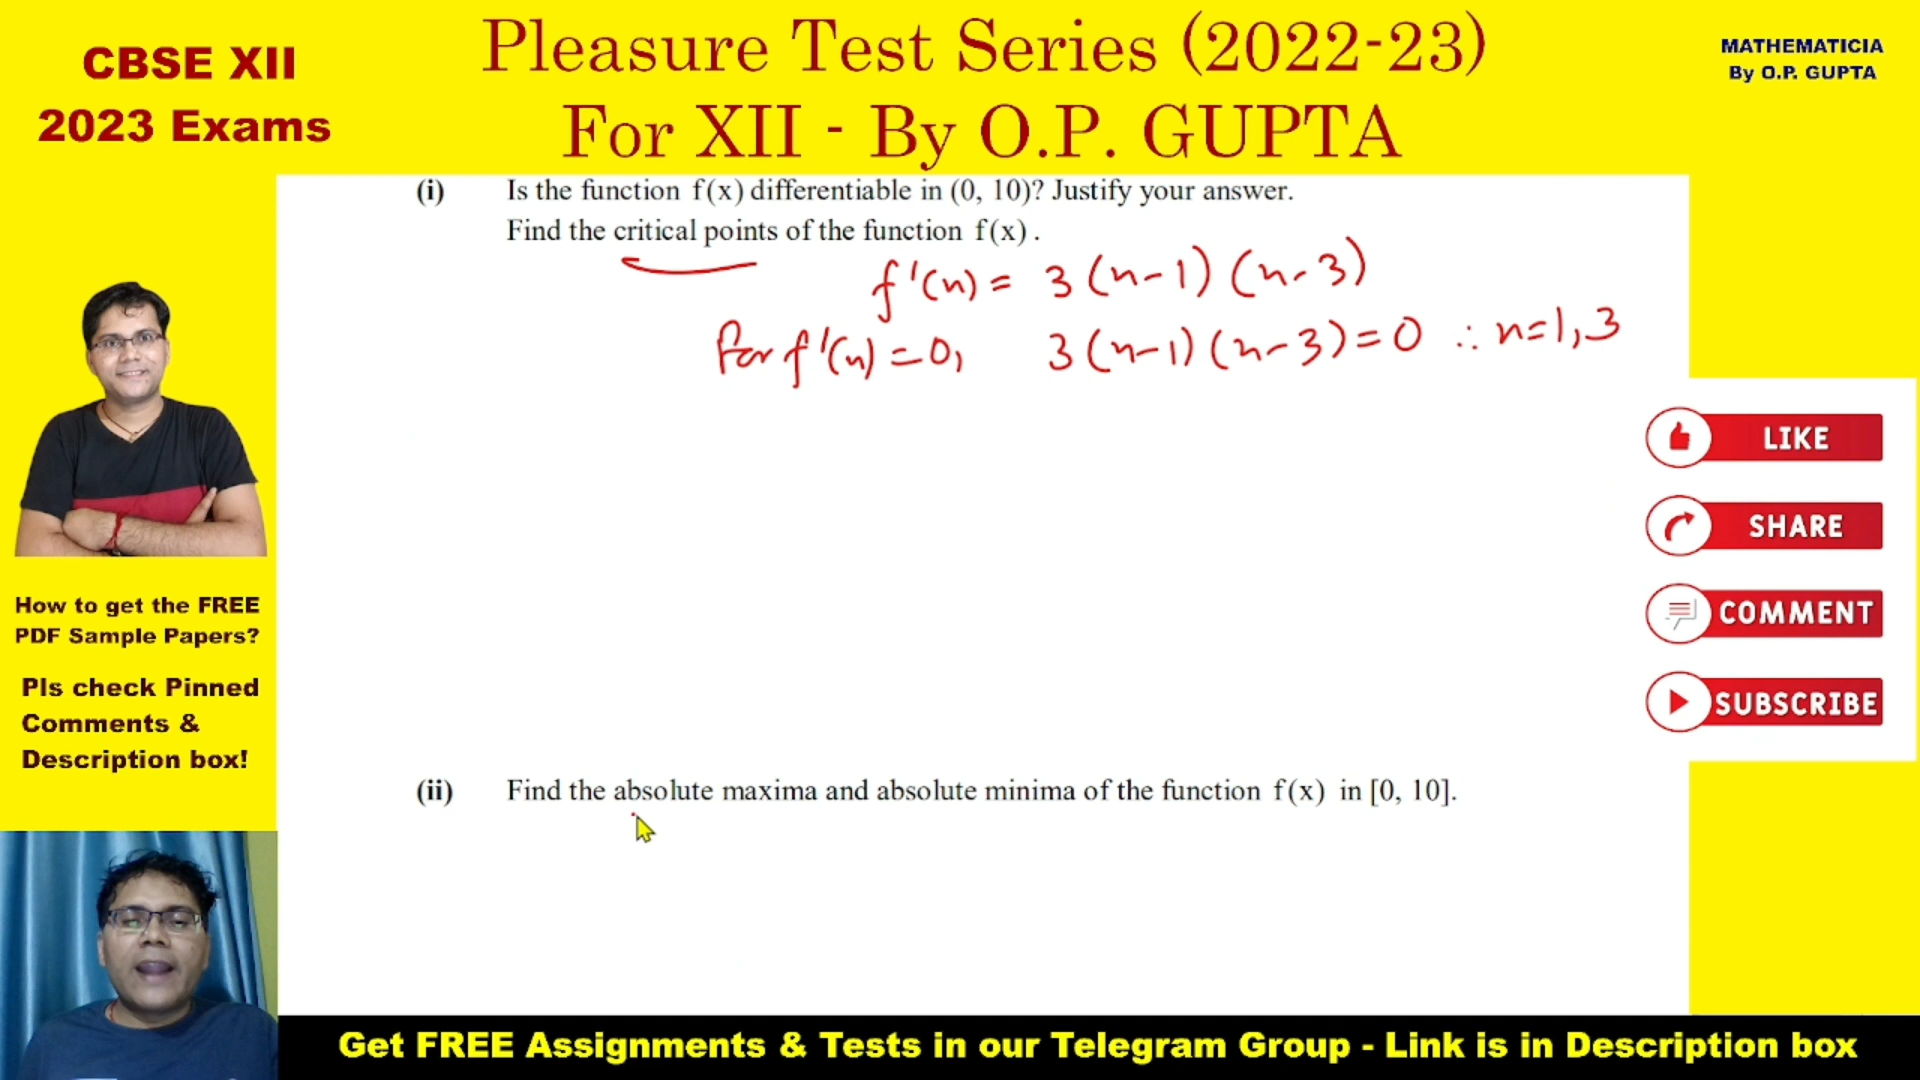 CBSE XII
2023 Exams
Pleasure Test Series (2022-23)
For XII - By O.P. GUPTA
MATHEMATICIA
By O.P. GUPTA
(i) Is the function f(x) differentiable in (0, 10)? Justify your answer.
Find the critical points of the function f(x).
f'(x) = 3(x-1)(x-3)
For f'(x) = 0, 3(x-1)(x-3)=0 ∴ x=1,3
LIKE
SHARE
COMMENT
SUBSCRIBE
How to get the FREE
PDF Sample Papers?
Pls check Pinned
Comments &
Description box!
(ii) Find the absolute maxima and absolute minima of the function f(x) in [0, 10].
Get FREE Assignments & Tests in our Telegram Group - Link is in Description box